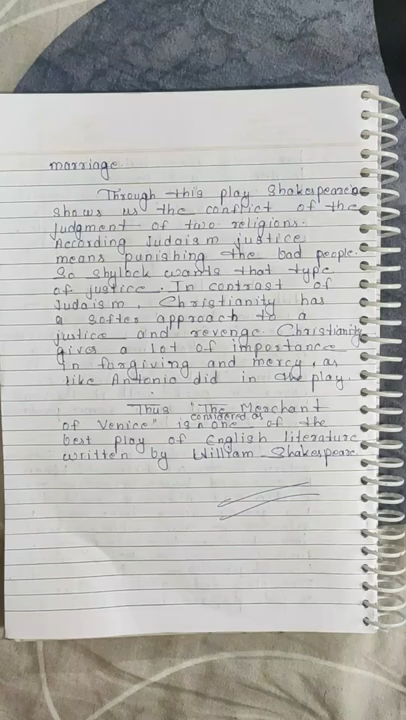 marriage.
Through this play Shakespeare
shows us the conflict of the
judgment of two religions.
According Judaism justice
means punishing the bad people.
So Shylock wants that type
of justice. In contrast of
Judaism, Christianity has
a softer approach to a
justice and revenge. Christianity
gives a lot of importance
in forgiving and mercy, as
like Antonio did in the play.
Thus "The Merchant
of Venice" is considered as one of the
best play of English literature
written by William Shakespeare